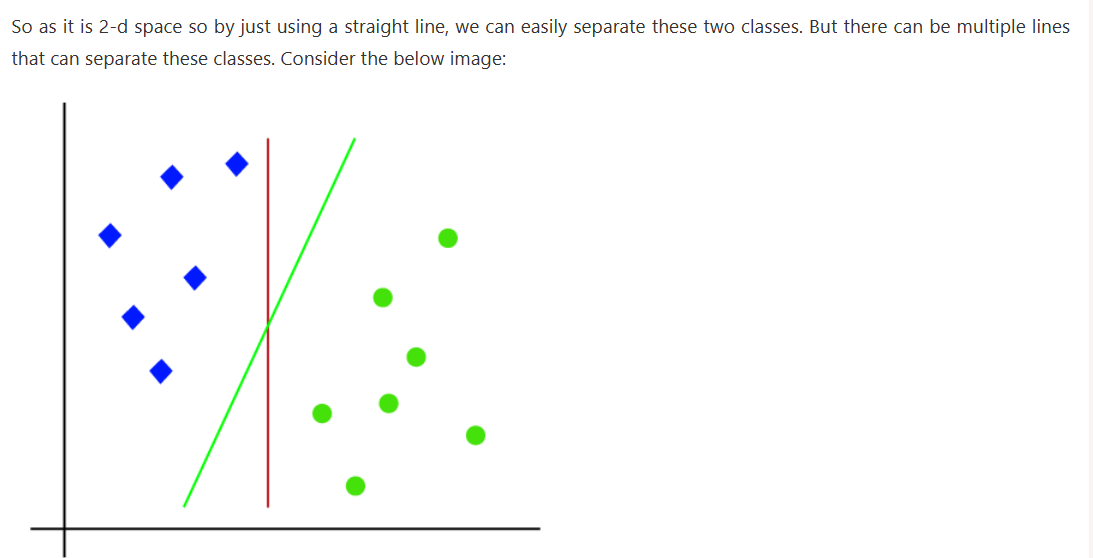 So as it is 2-d space so by just using a straight line, we can easily separate these two classes. But there can be multiple lines
that can separate these classes. Consider the below image: